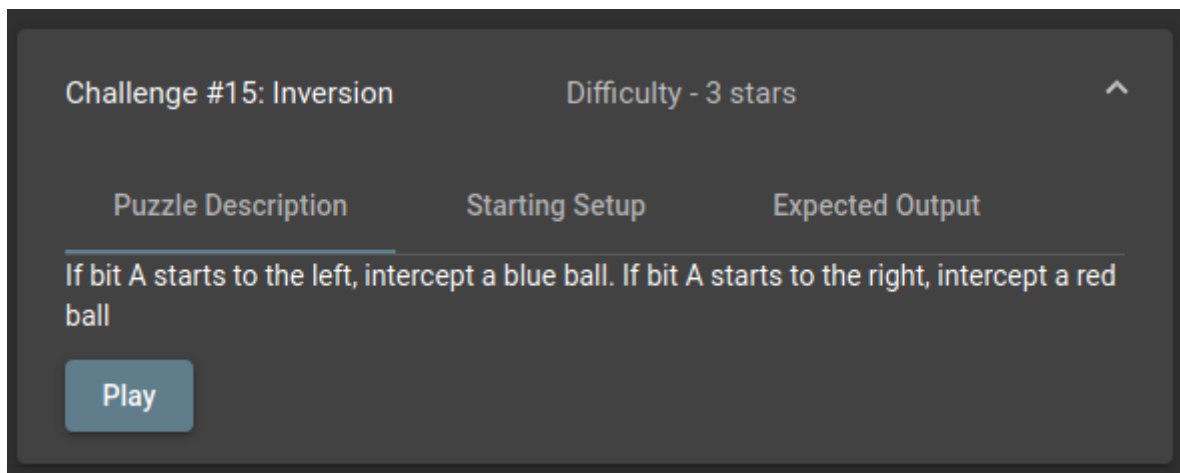 Challenge #15: Inversion Difficulty - 3 stars
Puzzle Description Starting Setup Expected Output
If bit A starts to the left, intercept a blue ball. If bit A starts to the right, intercept a red
ball
Play